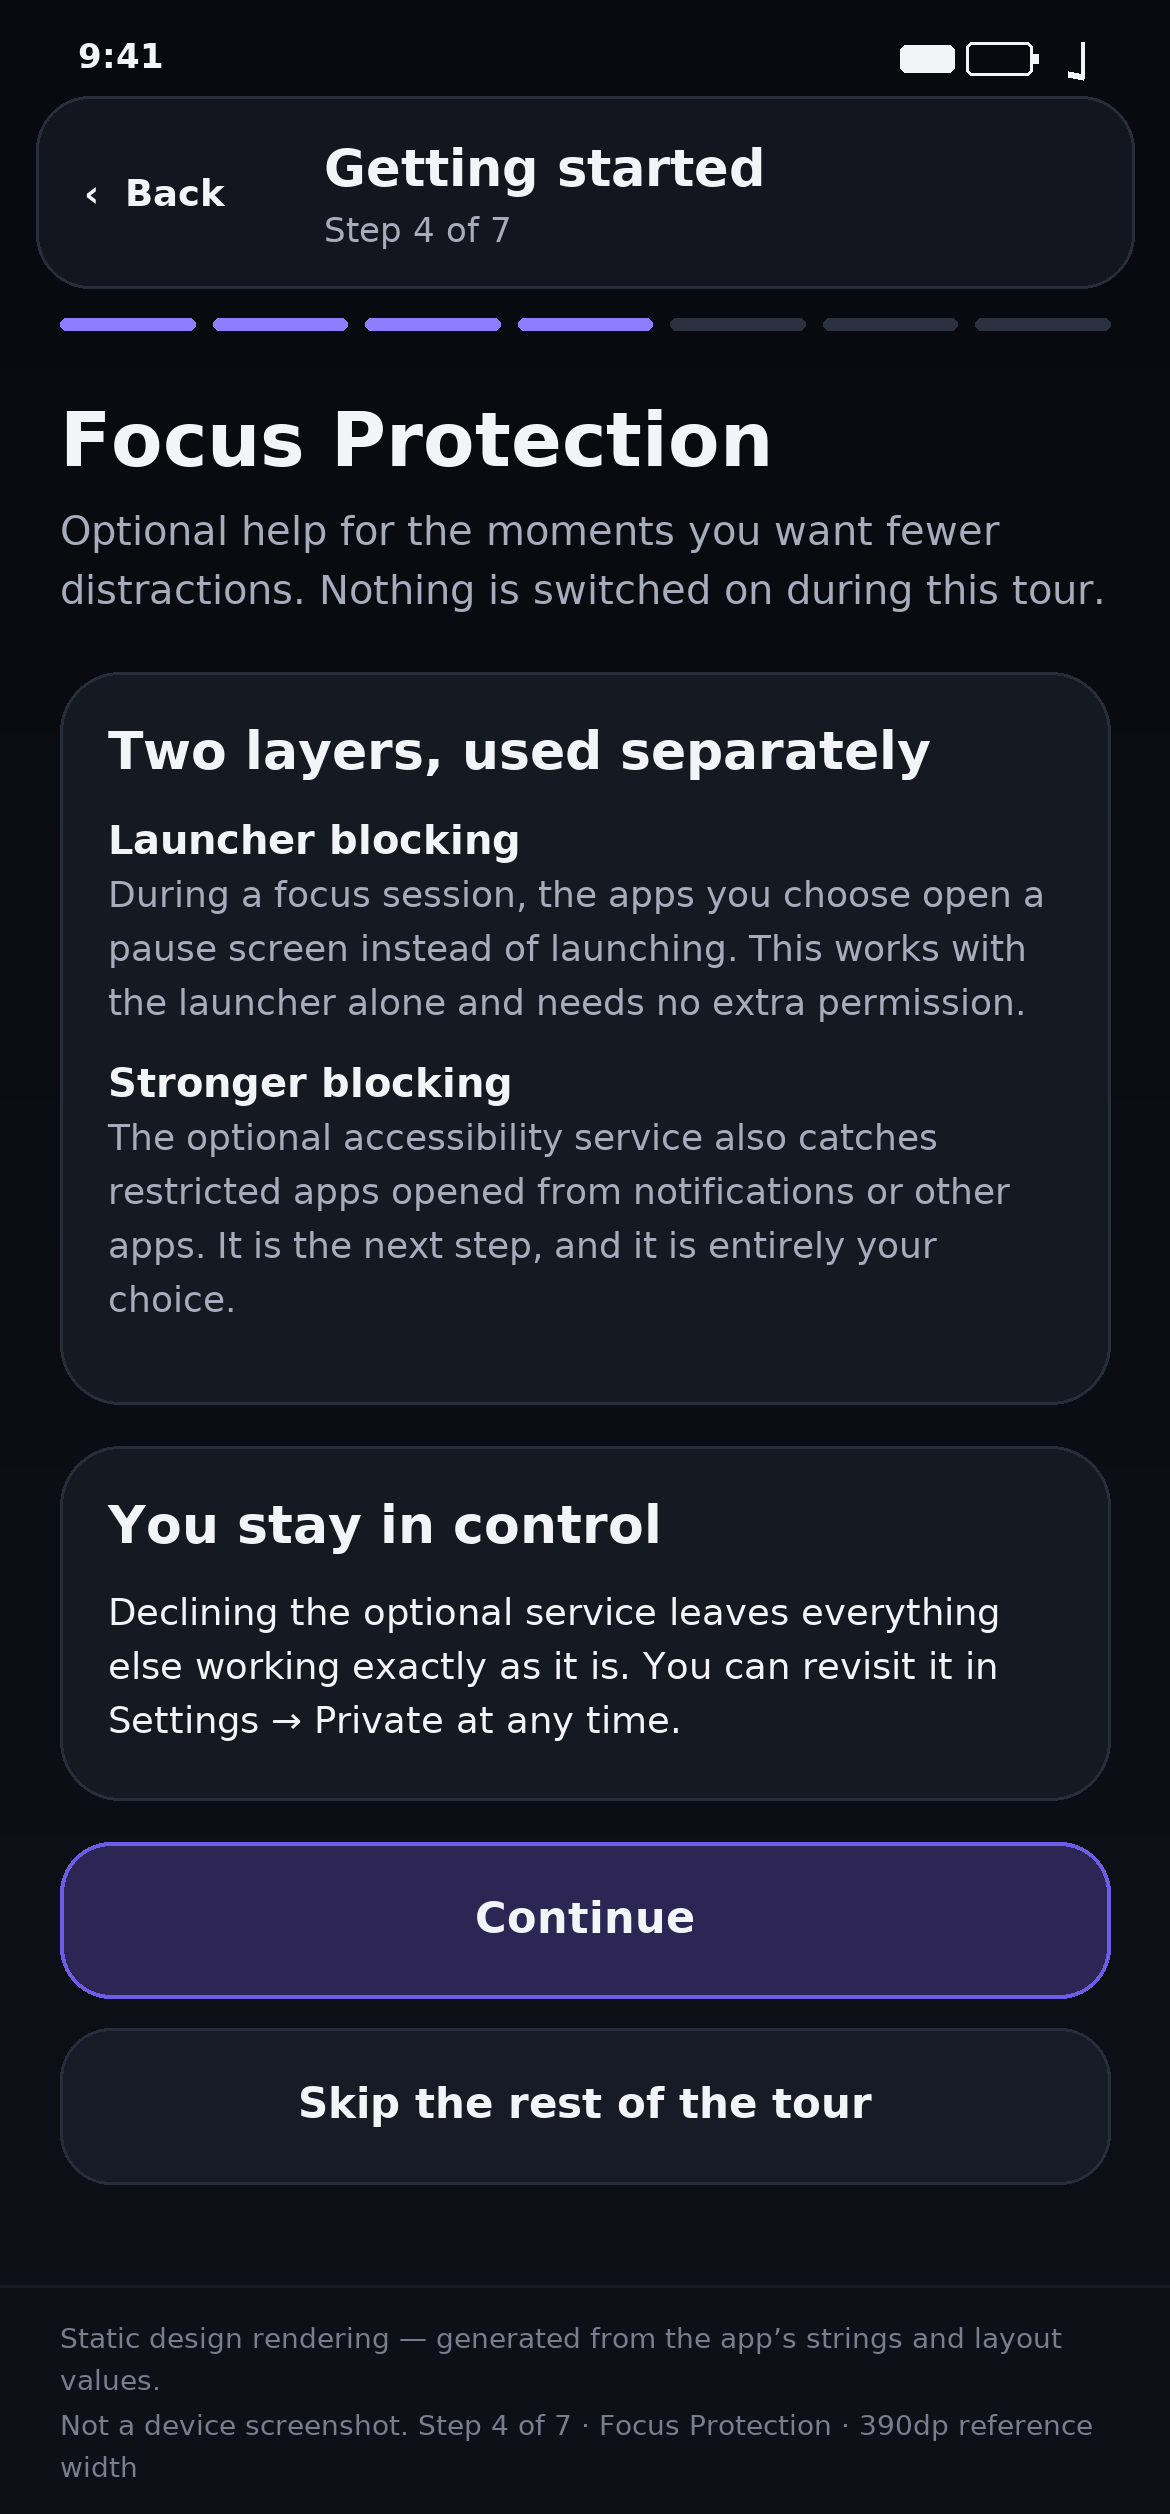 9:41
Getting started
‹ Back
Step 4 of 7
Focus Protection
Optional help for the moments you want fewer
distractions. Nothing is switched on during this tour.
Two layers, used separately
Launcher blocking
During a focus session, the apps you choose open a
pause screen instead of launching. This works with
the launcher alone and needs no extra permission.
Stronger blocking
The optional accessibility service also catches
restricted apps opened from notifications or other
apps. It is the next step, and it is entirely your
choice.
You stay in control
Declining the optional service leaves everything
else working exactly as it is. You can revisit it in
Settings → Private at any time.
Continue
Skip the rest of the tour
Static design rendering — generated from the app’s strings and layout
values.
Not a device screenshot. Step 4 of 7 · Focus Protection · 390dp reference
width